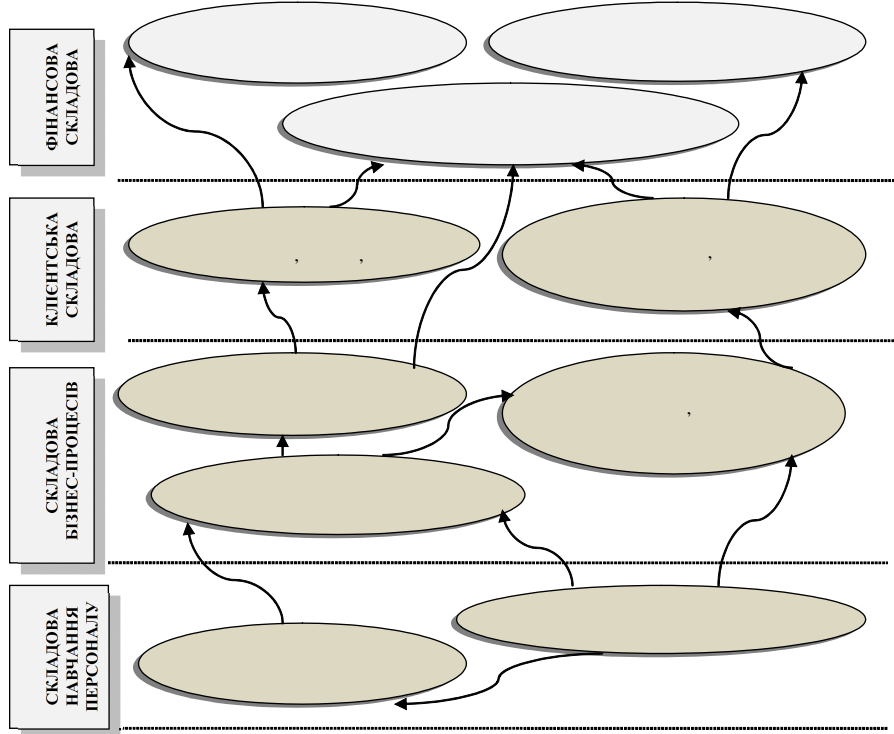 ФІНАНСОВА
СКЛАДОВА
, ,
,
КЛІЄНТСЬКА
СКЛАДОВА
,
СКЛАДОВА
БІЗНЕС-ПРОЦЕСІВ
СКЛАДОВА
НАВЧАННЯ
ПЕРСОНАЛУ